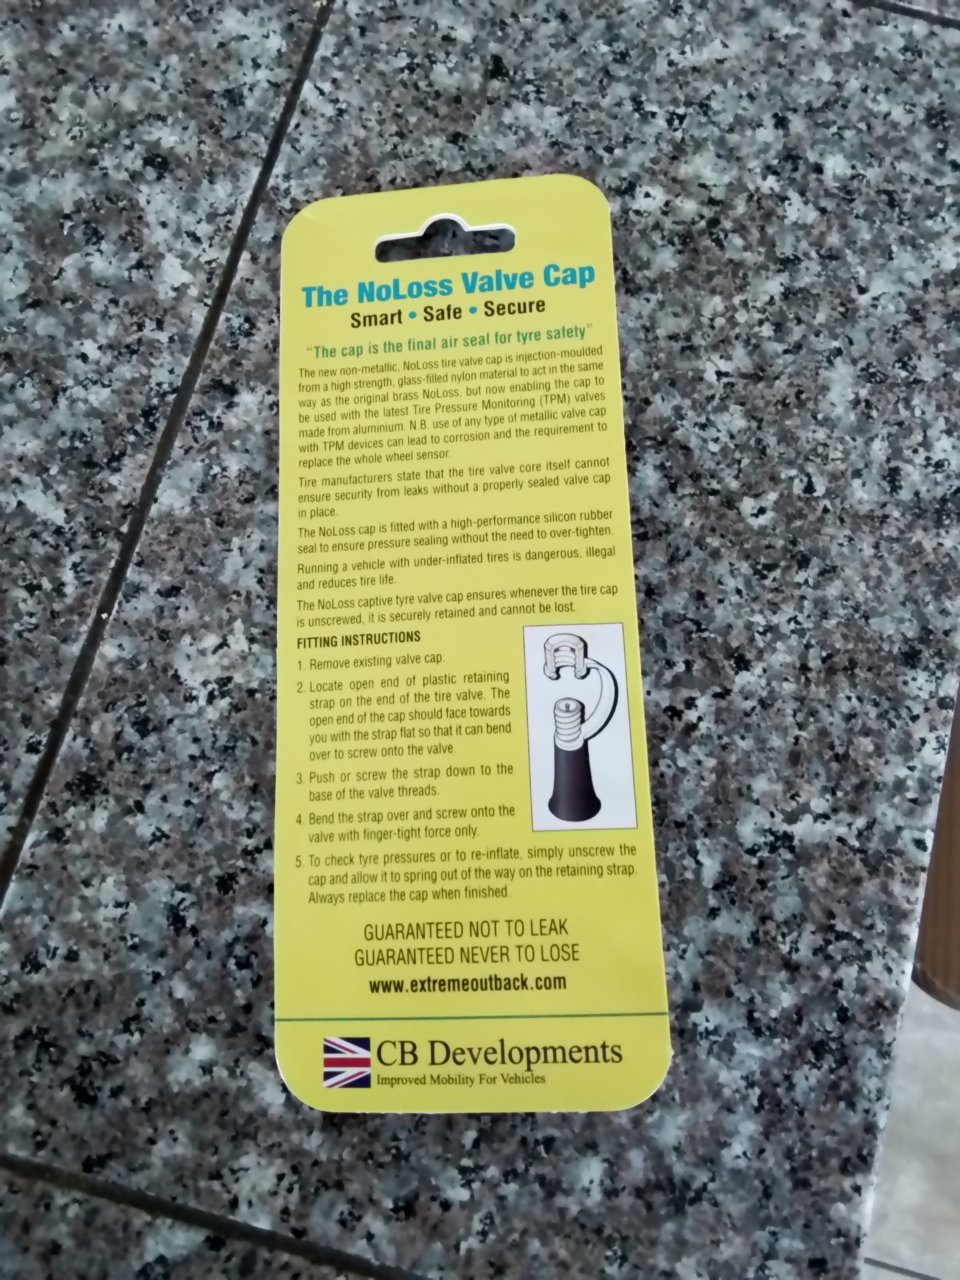 The NoLoss Valve Cap
Smart • Safe • Secure
"The cap is the final air seal for tyre safety"
The new non-metallic, NoLoss tire valve cap is injection-moulded
from a high strength, glass-filled nylon material to act in the same
way as the original brass NoLoss, but now enabling the cap to
be used with the latest Tire Pressure Monitoring (TPM) valves
made from aluminium. N.B. use of any type of metallic valve cap
with TPM devices can lead to corrosion and the requirement to
replace the whole wheel sensor.
Tire manufacturers state that the tire valve core itself cannot
ensure security from leaks without a properly sealed valve cap
in place.
The NoLoss cap is fitted with a high-performance silicon rubber
seal to ensure pressure sealing without the need to over-tighten.
Running a vehicle with under-inflated tires is dangerous, illegal
and reduces tire life.
The NoLoss captive tyre valve cap ensures whenever the tire cap
is unscrewed, it is securely retained and cannot be lost.
FITTING INSTRUCTIONS
1. Remove existing valve cap.
2. Locate open end of plastic retaining
strap on the end of the tire valve. The
open end of the cap should face towards
you with the strap flat so that it can bend
over to screw onto the valve.
3. Push or screw the strap down to the
base of the valve threads.
4. Bend the strap over and screw onto the
valve with finger-tight force only.
5. To check tyre pressures or to re-inflate, simply unscrew the
cap and allow it to spring out of the way on the retaining strap.
Always replace the cap when finished.
GUARANTEED NOT TO LEAK
GUARANTEED NEVER TO LOSE
www.extremeoutback.com
CB Developments
Improved Mobility For Vehicles